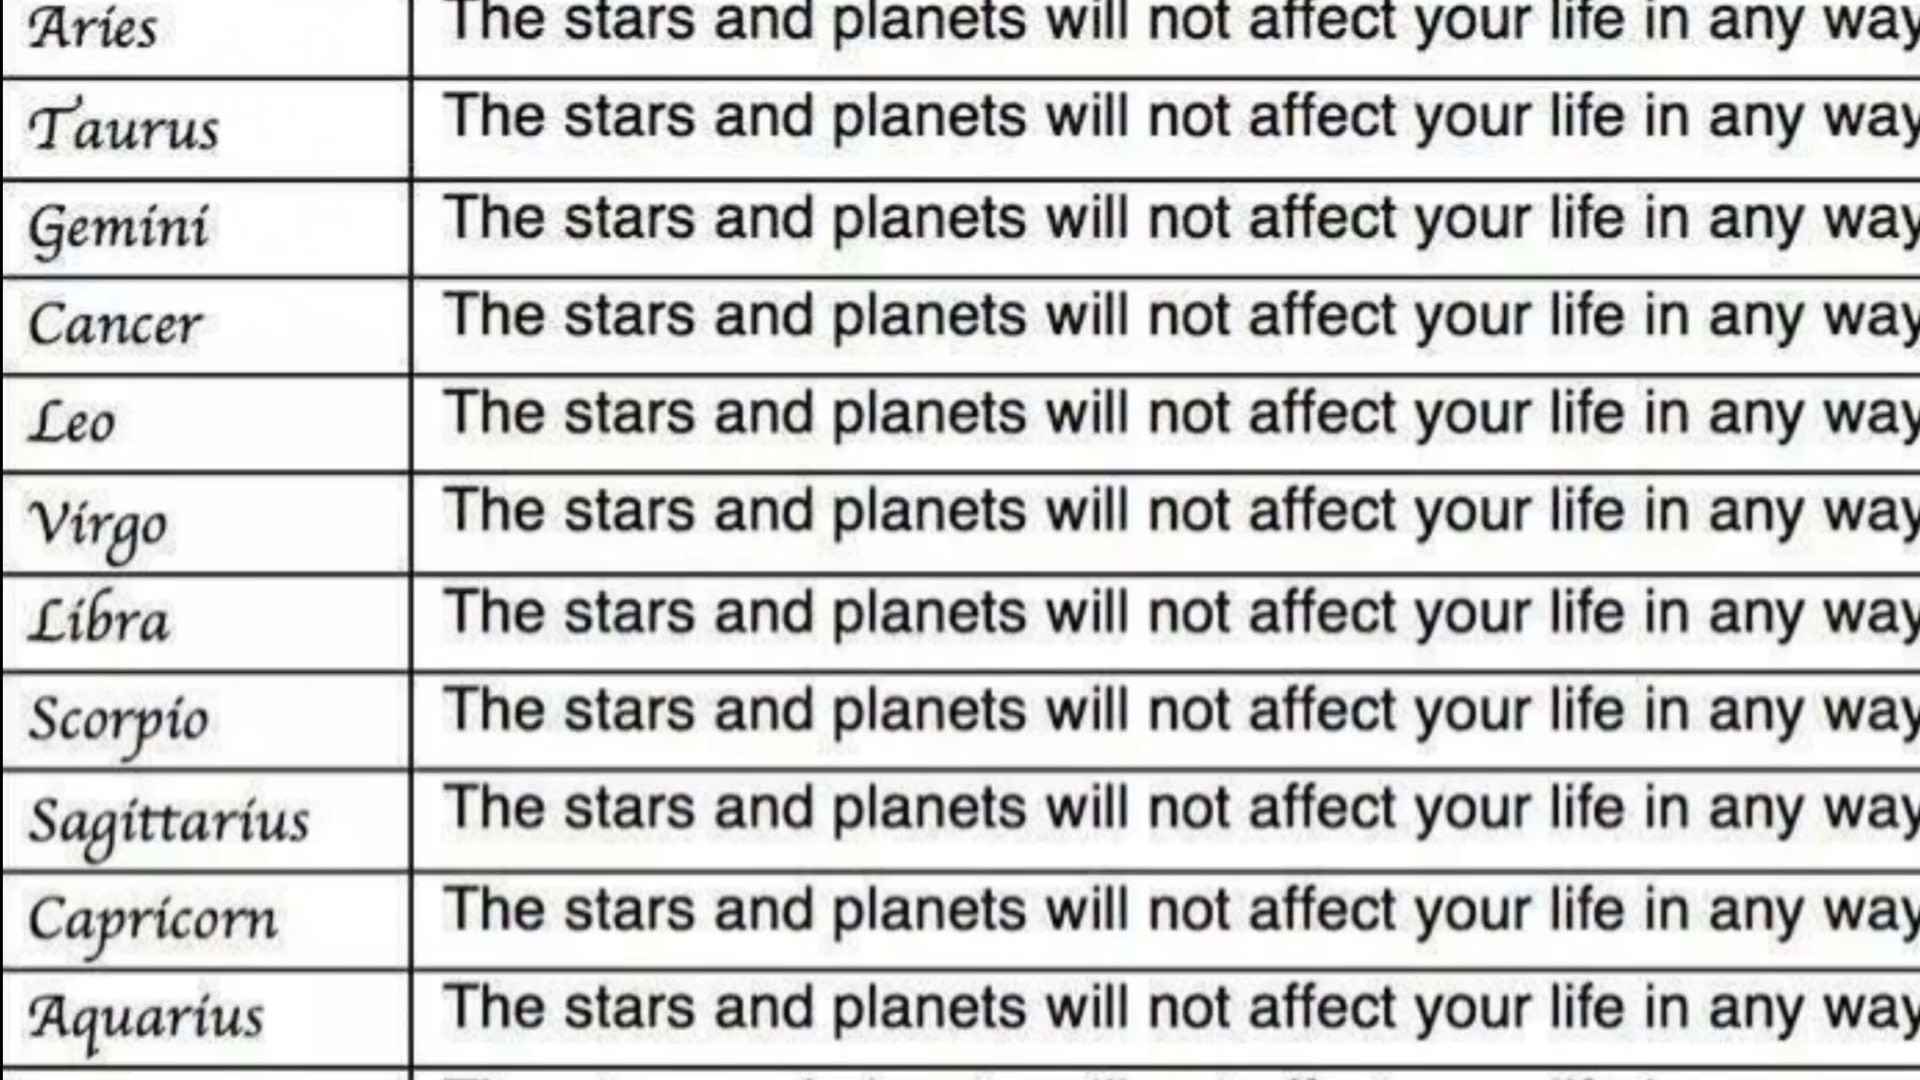 Aries The stars and planets will not affect your life in any way
Taurus The stars and planets will not affect your life in any way
Gemini The stars and planets will not affect your life in any way
Cancer The stars and planets will not affect your life in any way
Leo The stars and planets will not affect your life in any way
Virgo The stars and planets will not affect your life in any way
Libra The stars and planets will not affect your life in any way
Scorpio The stars and planets will not affect your life in any way
Sagittarius The stars and planets will not affect your life in any way
Capricorn The stars and planets will not affect your life in any way
Aquarius The stars and planets will not affect your life in any way